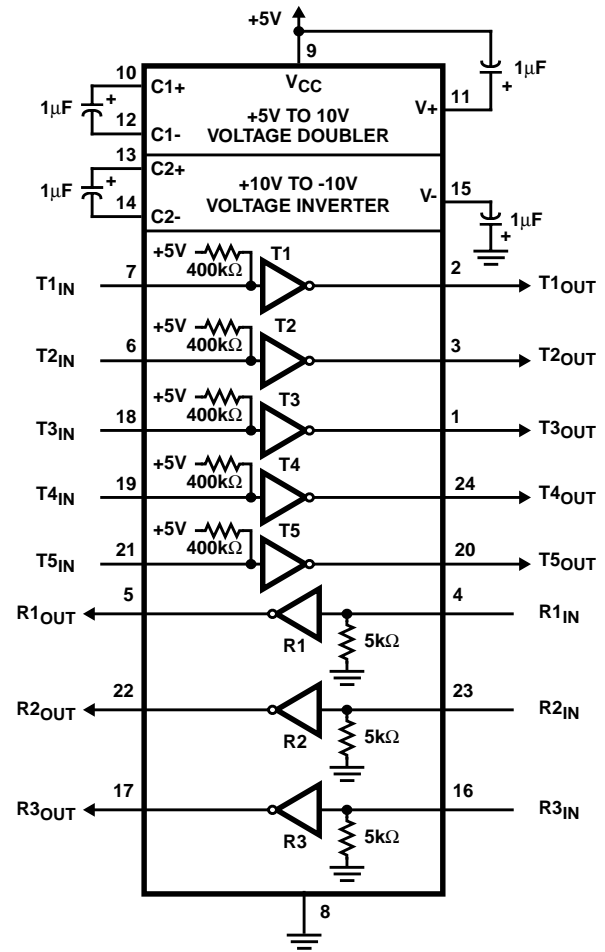 +5V
9
VCC
10
C1+
1μF
+
12
C1-
+5V TO 10V
VOLTAGE DOUBLER
V+
11
1μF
+
13
C2+
1μF
+
14
C2-
+10V TO -10V
VOLTAGE INVERTER
V-
15
1μF
+
T1IN
7
+5V
400kΩ
T1
2
T1OUT
T2IN
6
+5V
400kΩ
T2
3
T2OUT
T3IN
18
+5V
400kΩ
T3
1
T3OUT
T4IN
19
+5V
400kΩ
T4
24
T4OUT
T5IN
21
+5V
400kΩ
T5
20
T5OUT
R1OUT
5
R1
5kΩ
4
R1IN
R2OUT
22
R2
5kΩ
23
R2IN
R3OUT
17
R3
5kΩ
16
R3IN
8